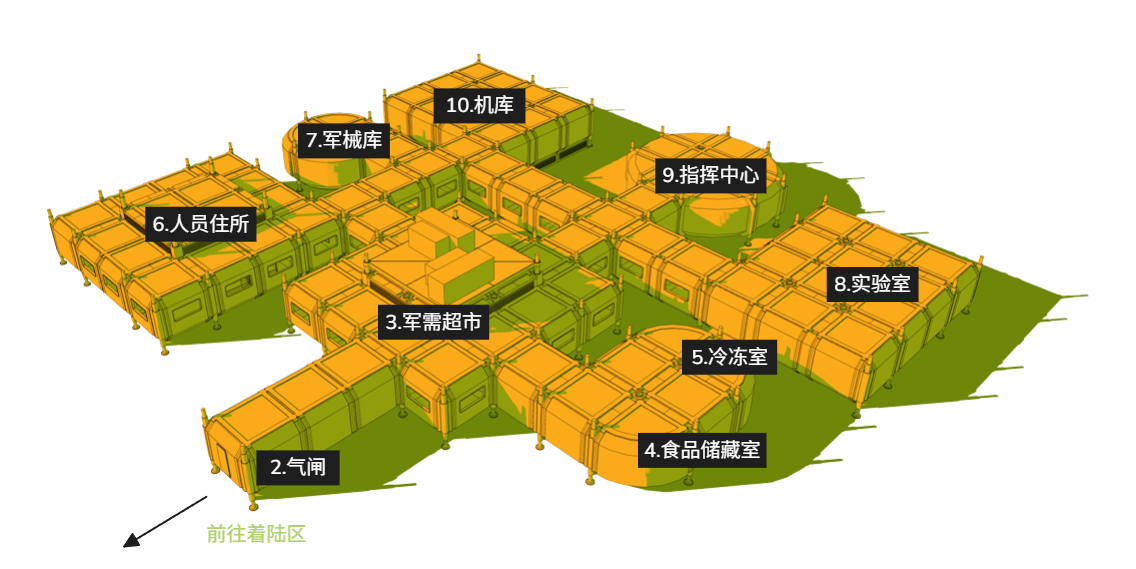 10.机库
7.军械库
9.指挥中心
6.人员住所
8.实验室
3.军需超市
5.冷冻室
4.食品储藏室
2.气闸
前往着陆区